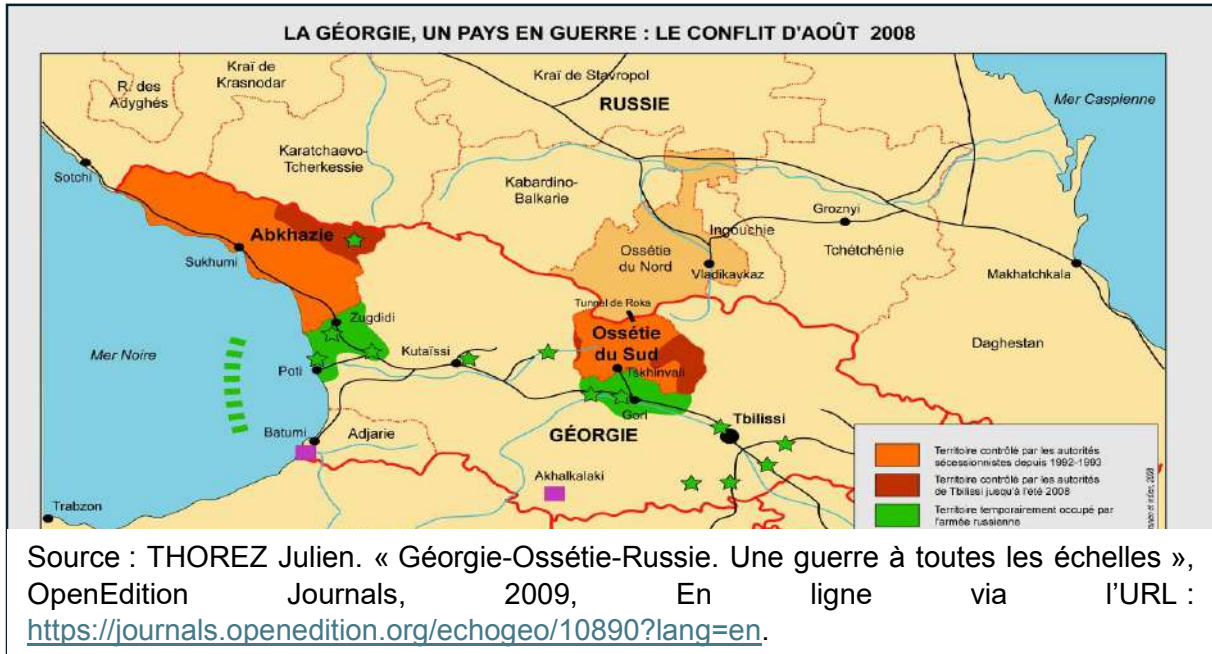 LA GÉORGIE, UN PAYS EN GUERRE : LE CONFLIT D'AOÛT 2008
Kraï de
Krasnodar
R. des
Adyghés
Kraï de Stavropol
RUSSIE
Mer Caspienne
Karatchaevo-
Tcherkessie
Sotchi
Kabardino-
Balkarie
Groznyi
Ingouchie
Abkhazie
Ossétie
du Nord
Tchétchénie
Sukhumi
Vladikavkaz
Makhatchkala
Tunnel de Roka
Zugdidi
Ossétie
du Sud
Mer Noire
Kutaïssi
Daghestan
Poti
Tskhinvali
Gori
Tbilissi
Batumi
Adjarie
GÉORGIE
Akhalkalaki
Trabzon
Territoire contrôlé par les autorités
sécessionnistes depuis 1992-1993
Territoire contrôlé par les autorités
de Tbilissi jusqu'à l'été 2008
Territoire temporairement occupé par
l'armée russienne
Source : THOREZ Julien. « Géorgie-Ossétie-Russie. Une guerre à toutes les échelles »,
OpenEdition Journals, 2009, En ligne via l'URL :
https://journals.openedition.org/echogeo/10890?lang=en.